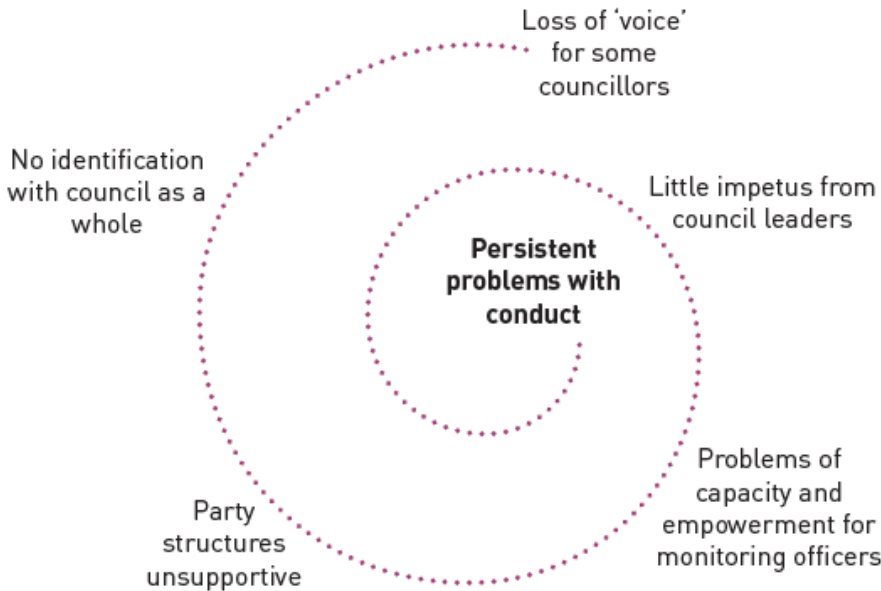 Loss of ‘voice’
for some
councillors
No identification
with council as a
whole
Little impetus from
council leaders
Persistent
problems with
conduct
Problems of
capacity and
empowerment for
monitoring officers
Party
structures
unsupportive